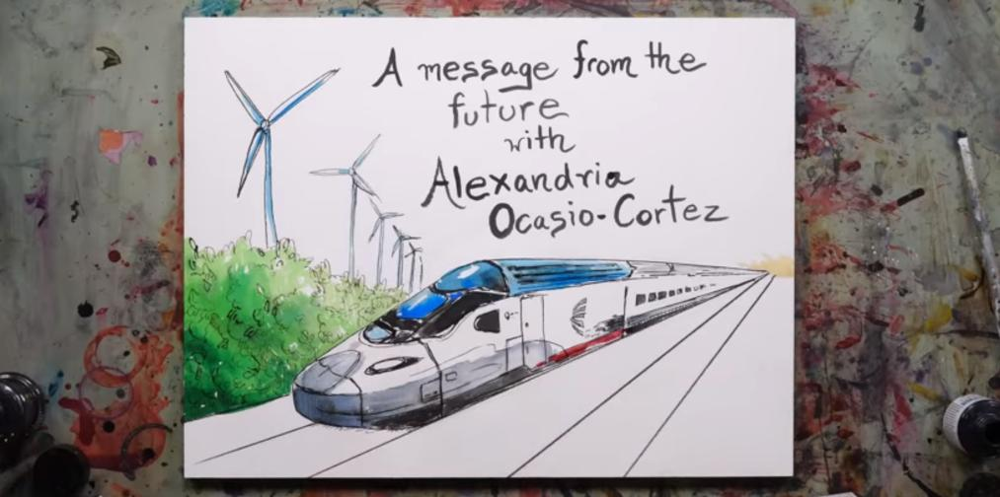 A message from the
future
with
Alexandria
Ocasio-Cortez